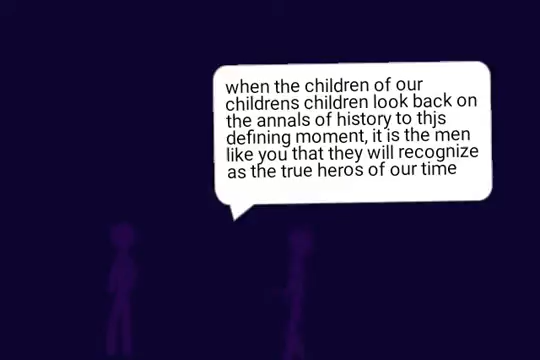 when the children of our
childrens children look back on
the annals of history to thjs
defining moment, it is the men
like you that they will recognize
as the true heros of our time